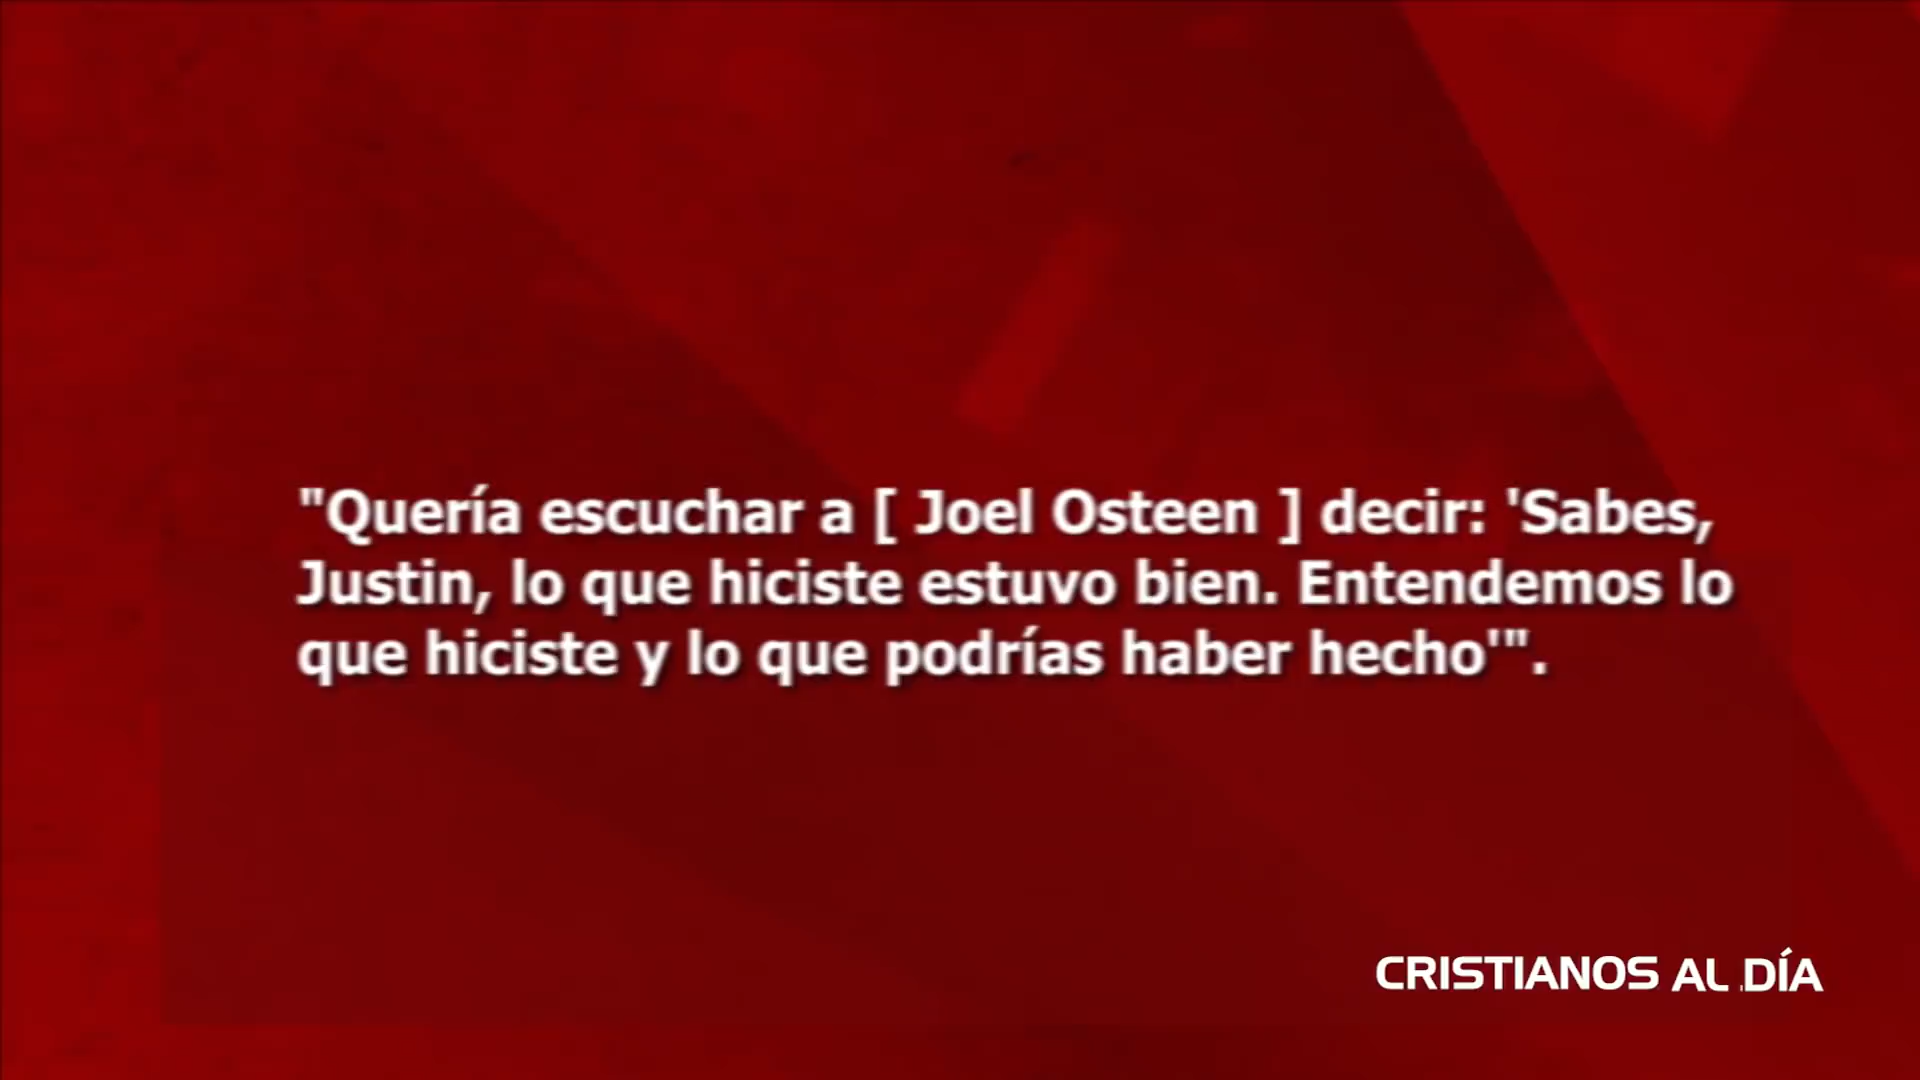 "Quería escuchar a [ Joel Osteen ] decir: 'Sabes,
Justin, lo que hiciste estuvo bien. Entendemos lo
que hiciste y lo que podrías haber hecho'".
CRISTIANOS AL DÍA